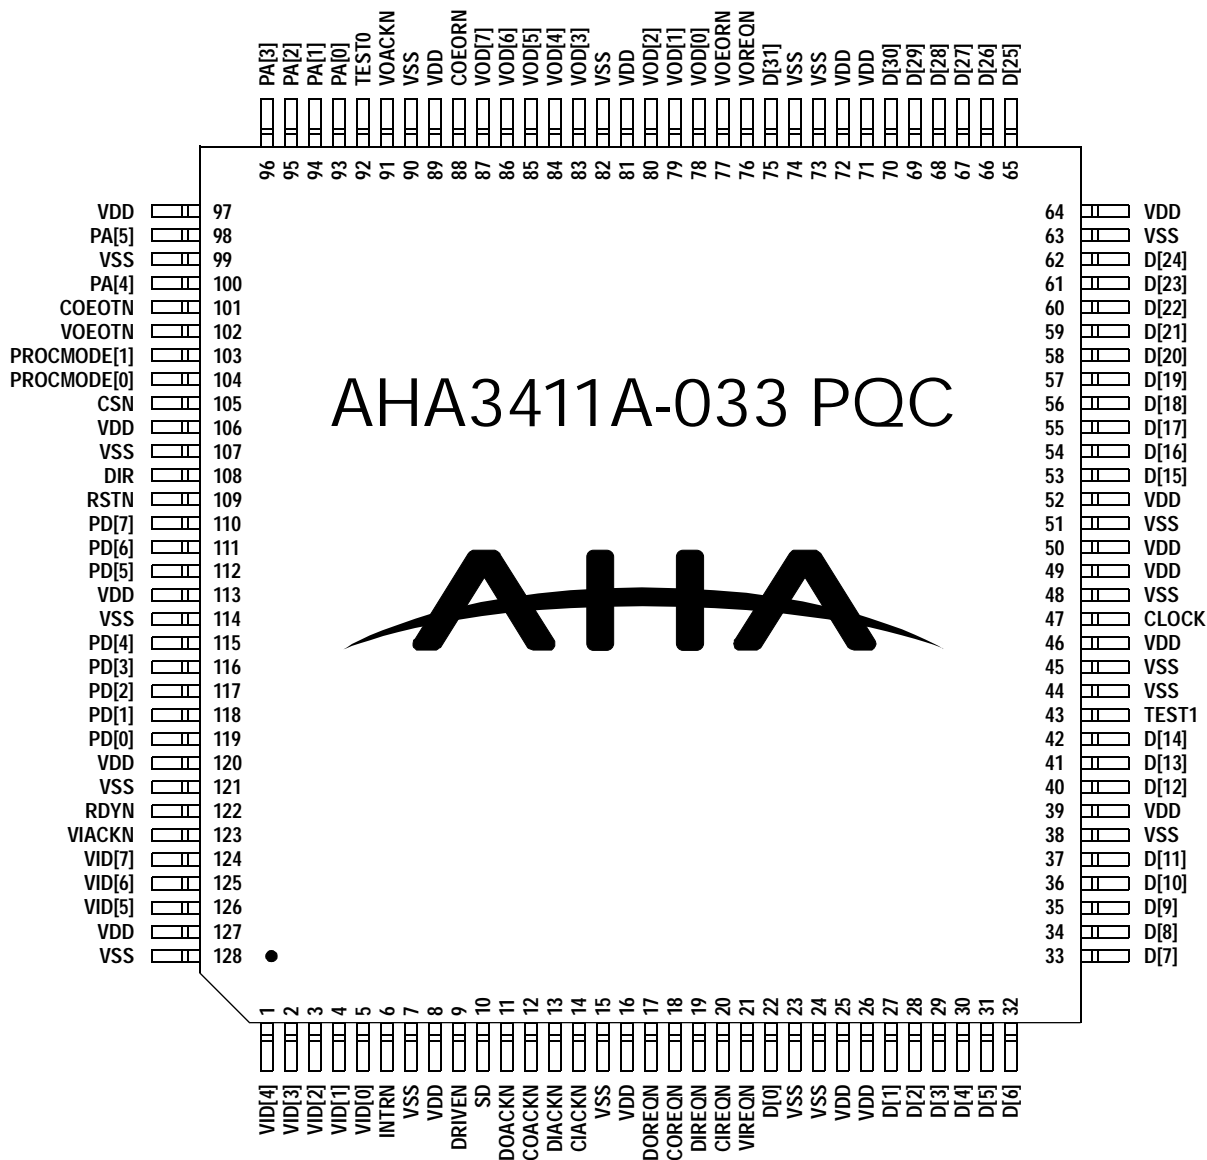 PA[3] PA[2] PA[1] PA[0] TEST0 VOACKN VSS VDD COEORN VOD[7] VOD[6] VOD[5] VOD[4] VOD[3] VSS VDD VOD[2] VOD[1] VOD[0] VOEORN VOREQN D[31] VSS VSS VDD VDD D[30] D[29] D[28] D[27] D[26] D[25]
96 95 94 93 92 91 90 89 88 87 86 85 84 83 82 81 80 79 78 77 76 75 74 73 72 71 70 69 68 67 66 65
VDD 97 64 VDD
PA[5] 98 63 VSS
VSS 99 62 D[24]
PA[4] 100 61 D[23]
COEOTN 101 60 D[22]
VOEOTN 102 59 D[21]
PROCMODE[1] 103 58 D[20]
PROCMODE[0] 104 57 D[19]
CSN 105 56 D[18]
VDD 106 55 D[17]
VSS 107 54 D[16]
DIR 108 53 D[15]
RSTN 109 52 VDD
PD[7] 110 51 VSS
PD[6] 111 50 VDD
PD[5] 112 49 VDD
VDD 113 48 VSS
VSS 114 47 CLOCK
PD[4] 115 46 VDD
PD[3] 116 45 VSS
PD[2] 117 44 VSS
PD[1] 118 43 TEST1
PD[0] 119 42 D[14]
VDD 120 41 D[13]
VSS 121 40 D[12]
RDYN 122 39 VDD
VIACKN 123 38 VSS
VID[7] 124 37 D[11]
VID[6] 125 36 D[10]
VID[5] 126 35 D[9]
VDD 127 34 D[8]
VSS 128 33 D[7]
AHA3411A-033 PQC
AHA
1 2 3 4 5 6 7 8 9 10 11 12 13 14 15 16 17 18 19 20 21 22 23 24 25 26 27 28 29 30 31 32
VID[4] VID[3] VID[2] VID[1] VID[0] INTRN VSS VDD DRIVEN SD DOACKN COACKN DIACKN CIACKN VSS VDD DOREQN COREQN DIREQN CIREQN VIREQN D[0] VSS VSS VDD VDD D[1] D[2] D[3] D[4] D[5] D[6]